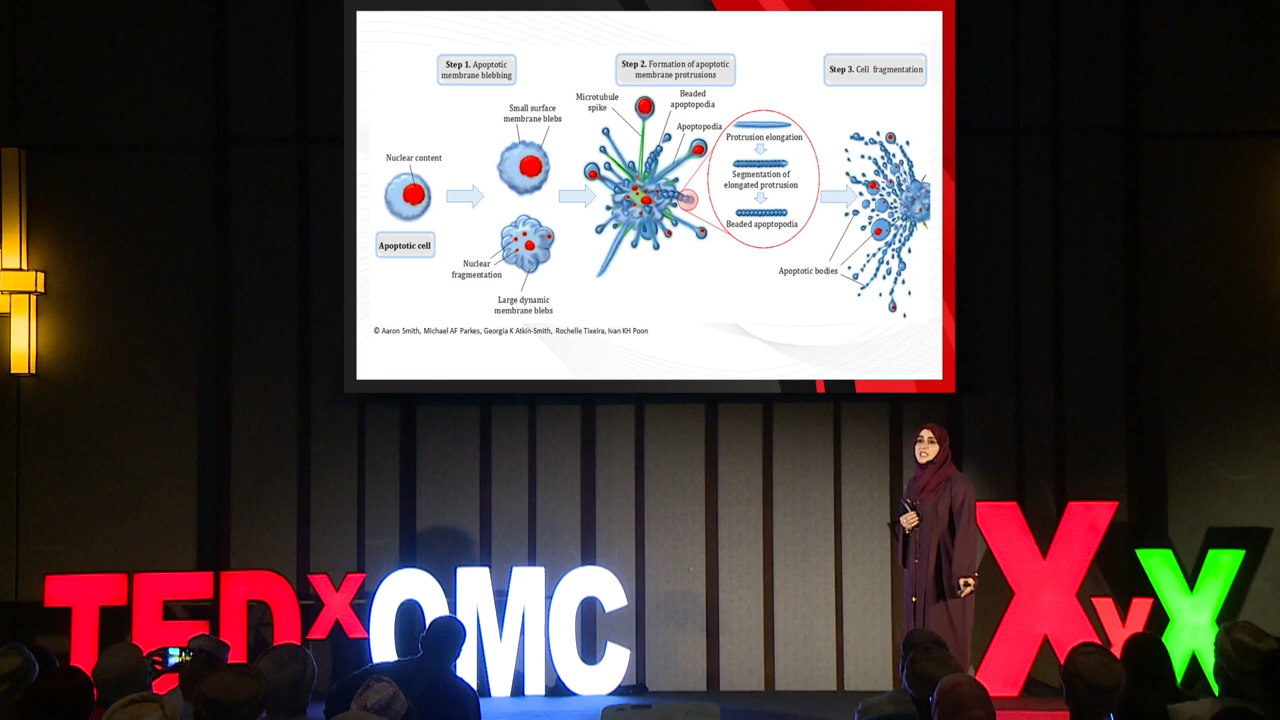 Step 1. Apoptotic
membrane blebbing
Step 2. Formation of apoptotic
membrane protrusions
Step 3. Cell fragmentation
Nuclear content
Small surface
membrane blebs
Microtubule
spike
Beaded
apoptopodia
Apoptopodia
Protrusion elongation
Segmentation of
elongated protrusion
Beaded apoptopodia
Apoptotic cell
Nuclear
fragmentation
Large dynamic
membrane blebs
Apoptotic bodies
© Aaron Smith, Michael AF Parkes, Georgia K Atkin-Smith, Rochelle Tixeira, Ivan KH Poon
TEDxOMC
XyX